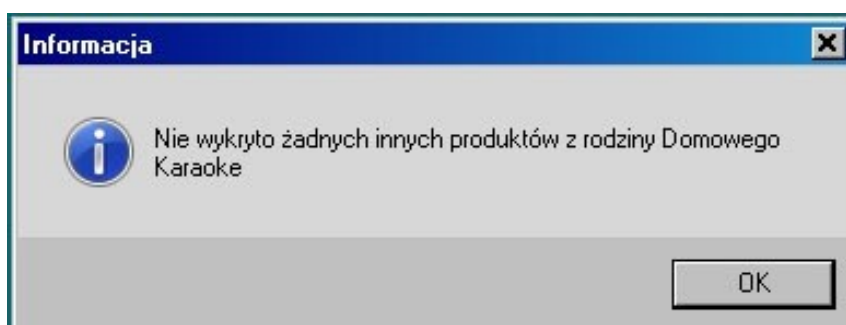 Informacja
Nie wykryto żadnych innych produktów z rodziny Domowego
Karaoke
OK